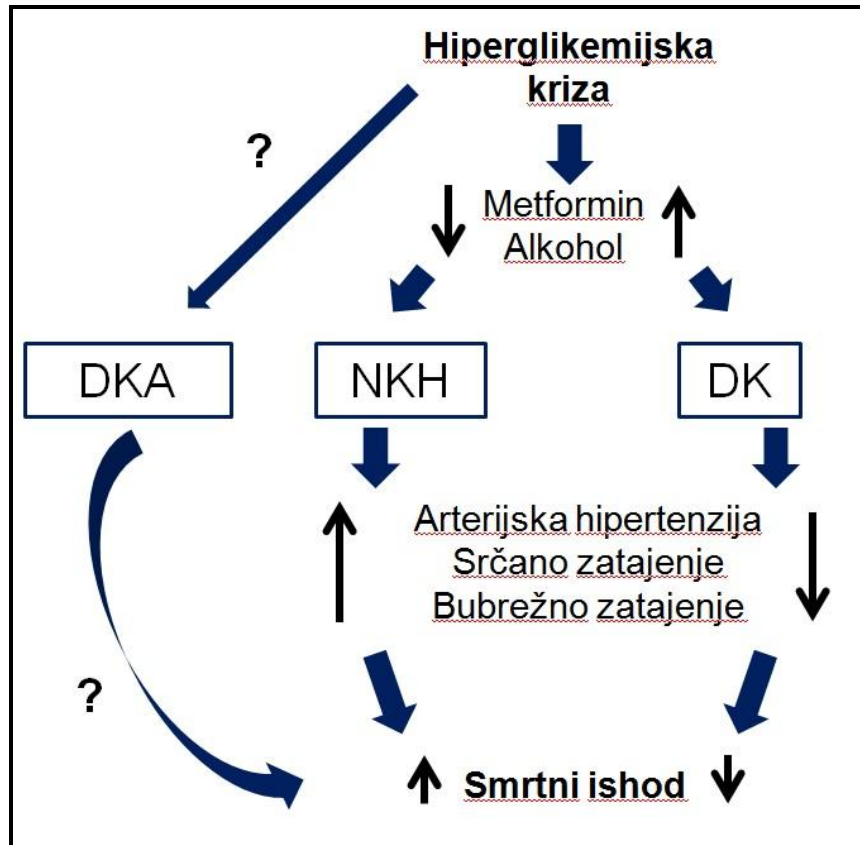 Hiperglikemijska
kriza
?
Metformin
Alkohol
DKA
NKH
DK
Arterijska hipertenzija
Srčano zatajenje
Bubrežno zatajenje
?
Smrtni ishod